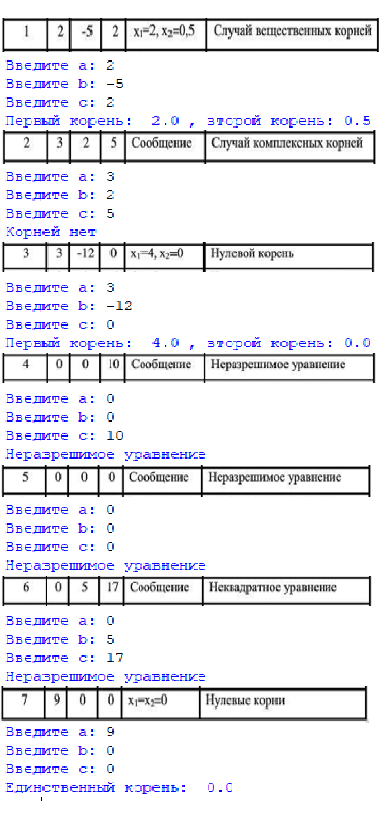 1 2 -5 2 x₁=2, x₂=0,5 Случай вещественных корней
Введите a: 2
Введите b: -5
Введите c: 2
Первый корень:  2.0 , второй корень: 0.5
2 3 2 5 Сообщение Случай комплексных корней
Введите a: 3
Введите b: 2
Введите c: 5
Корней нет
3 3 -12 0 x₁=4, x₂=0 Нулевой корень
Введите a: 3
Введите b: -12
Введите c: 0
Первый корень:  4.0 , второй корень: 0.0
4 0 0 10 Сообщение Неразрешимое уравнение
Введите a: 0
Введите b: 0
Введите c: 10
Неразрешимое уравнение
5 0 0 0 Сообщение Неразрешимое уравнение
Введите a: 0
Введите b: 0
Введите c: 0
Неразрешимое уравнение
6 0 5 17 Сообщение Неквадратное уравнение
Введите a: 0
Введите b: 5
Введите c: 17
Неразрешимое уравнение
7 9 0 0 x₁=x₂=0 Нулевые корни
Введите a: 9
Введите b: 0
Введите c: 0
Единственный корень:  0.0